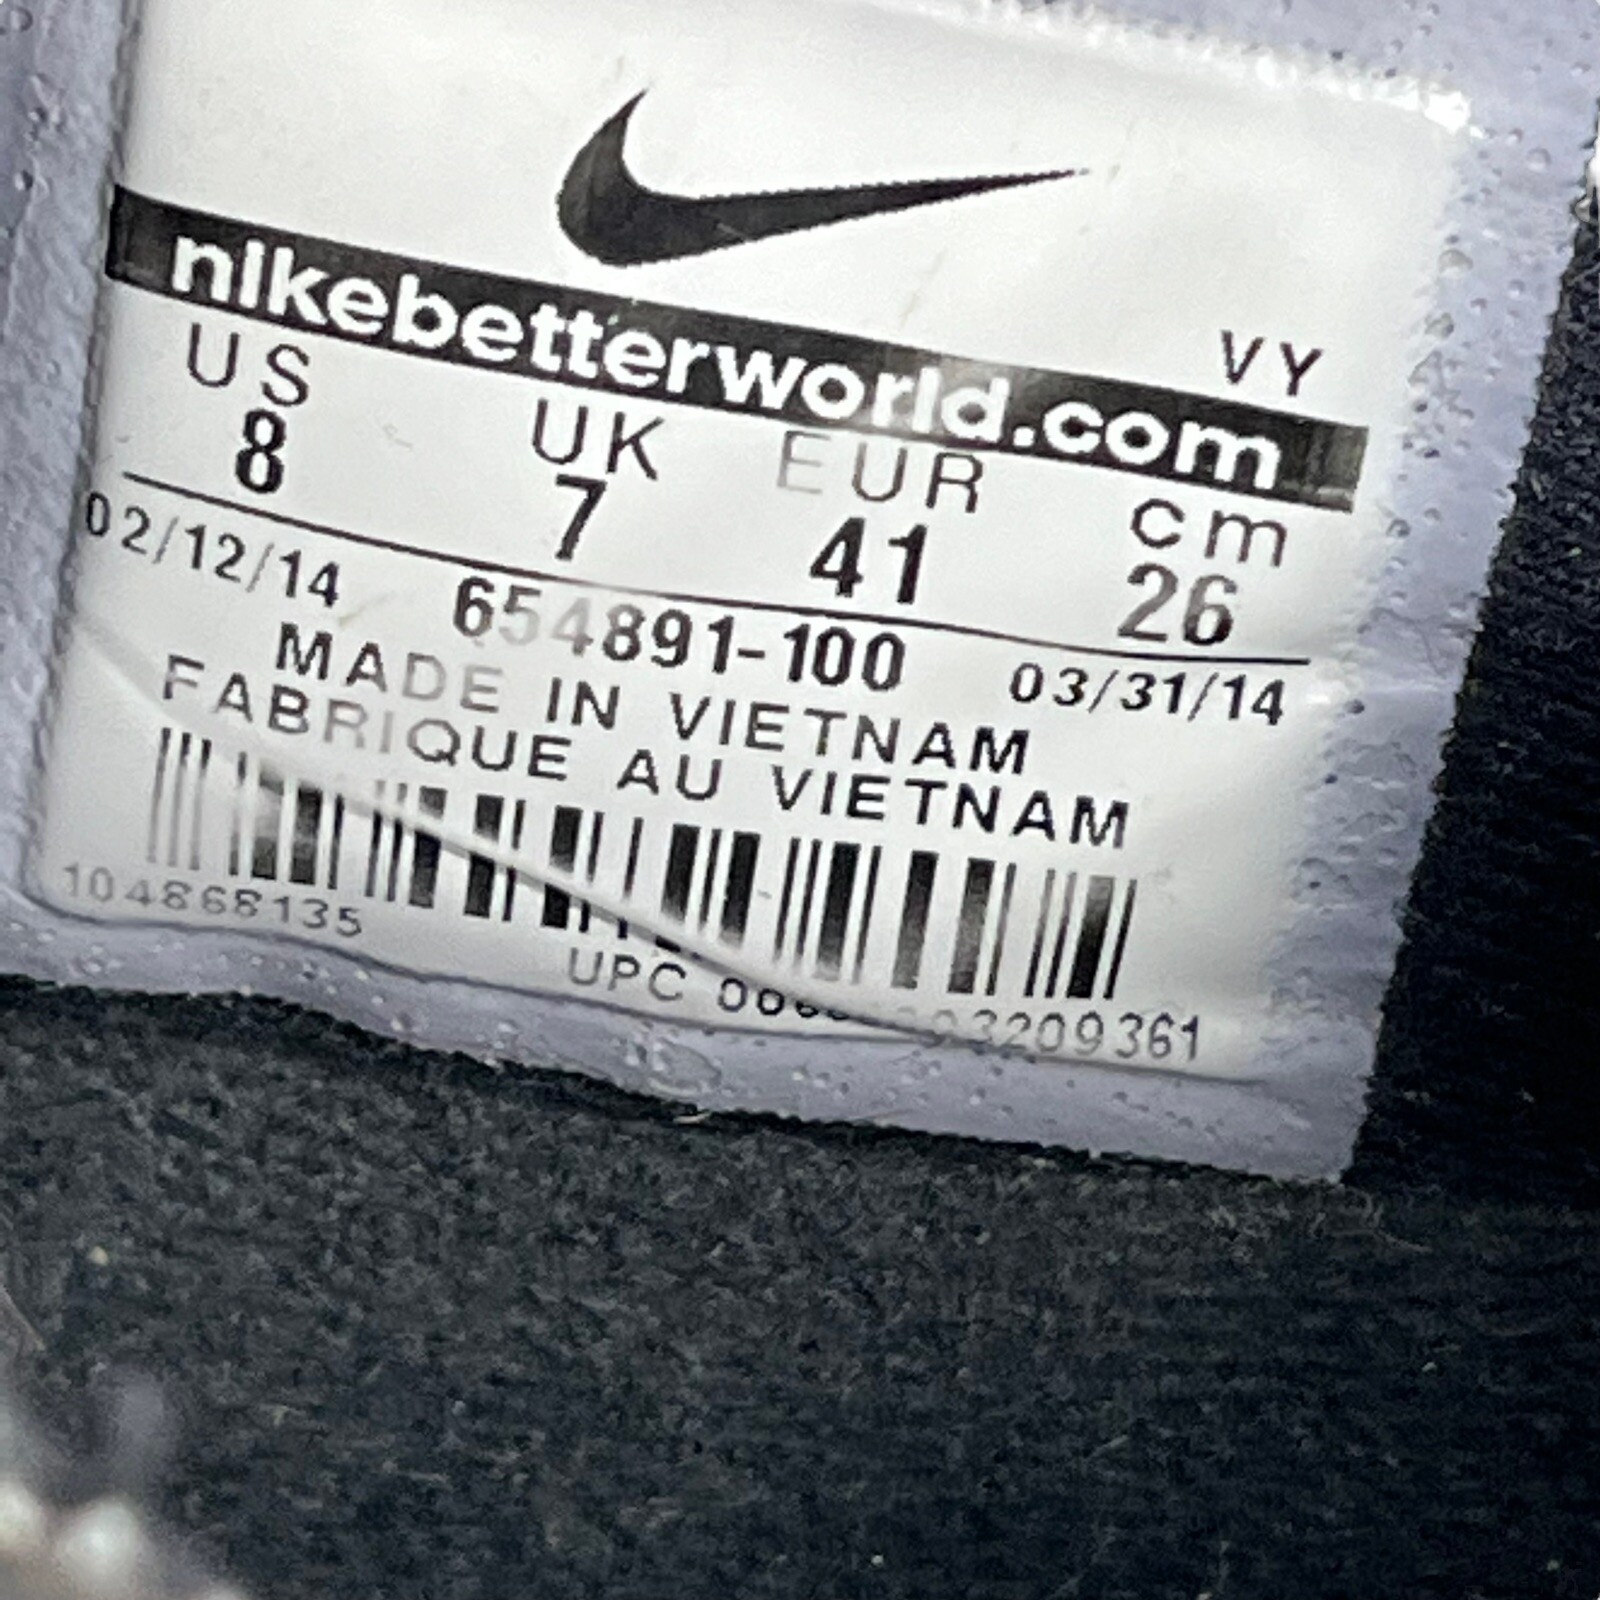 nikebetterworld.com
VY
US UK EUR cm
8 7 41 26
02/12/14 654891-100 03/31/14
MADE IN VIETNAM
FABRIQUE AU VIETNAM
104868135
UPC